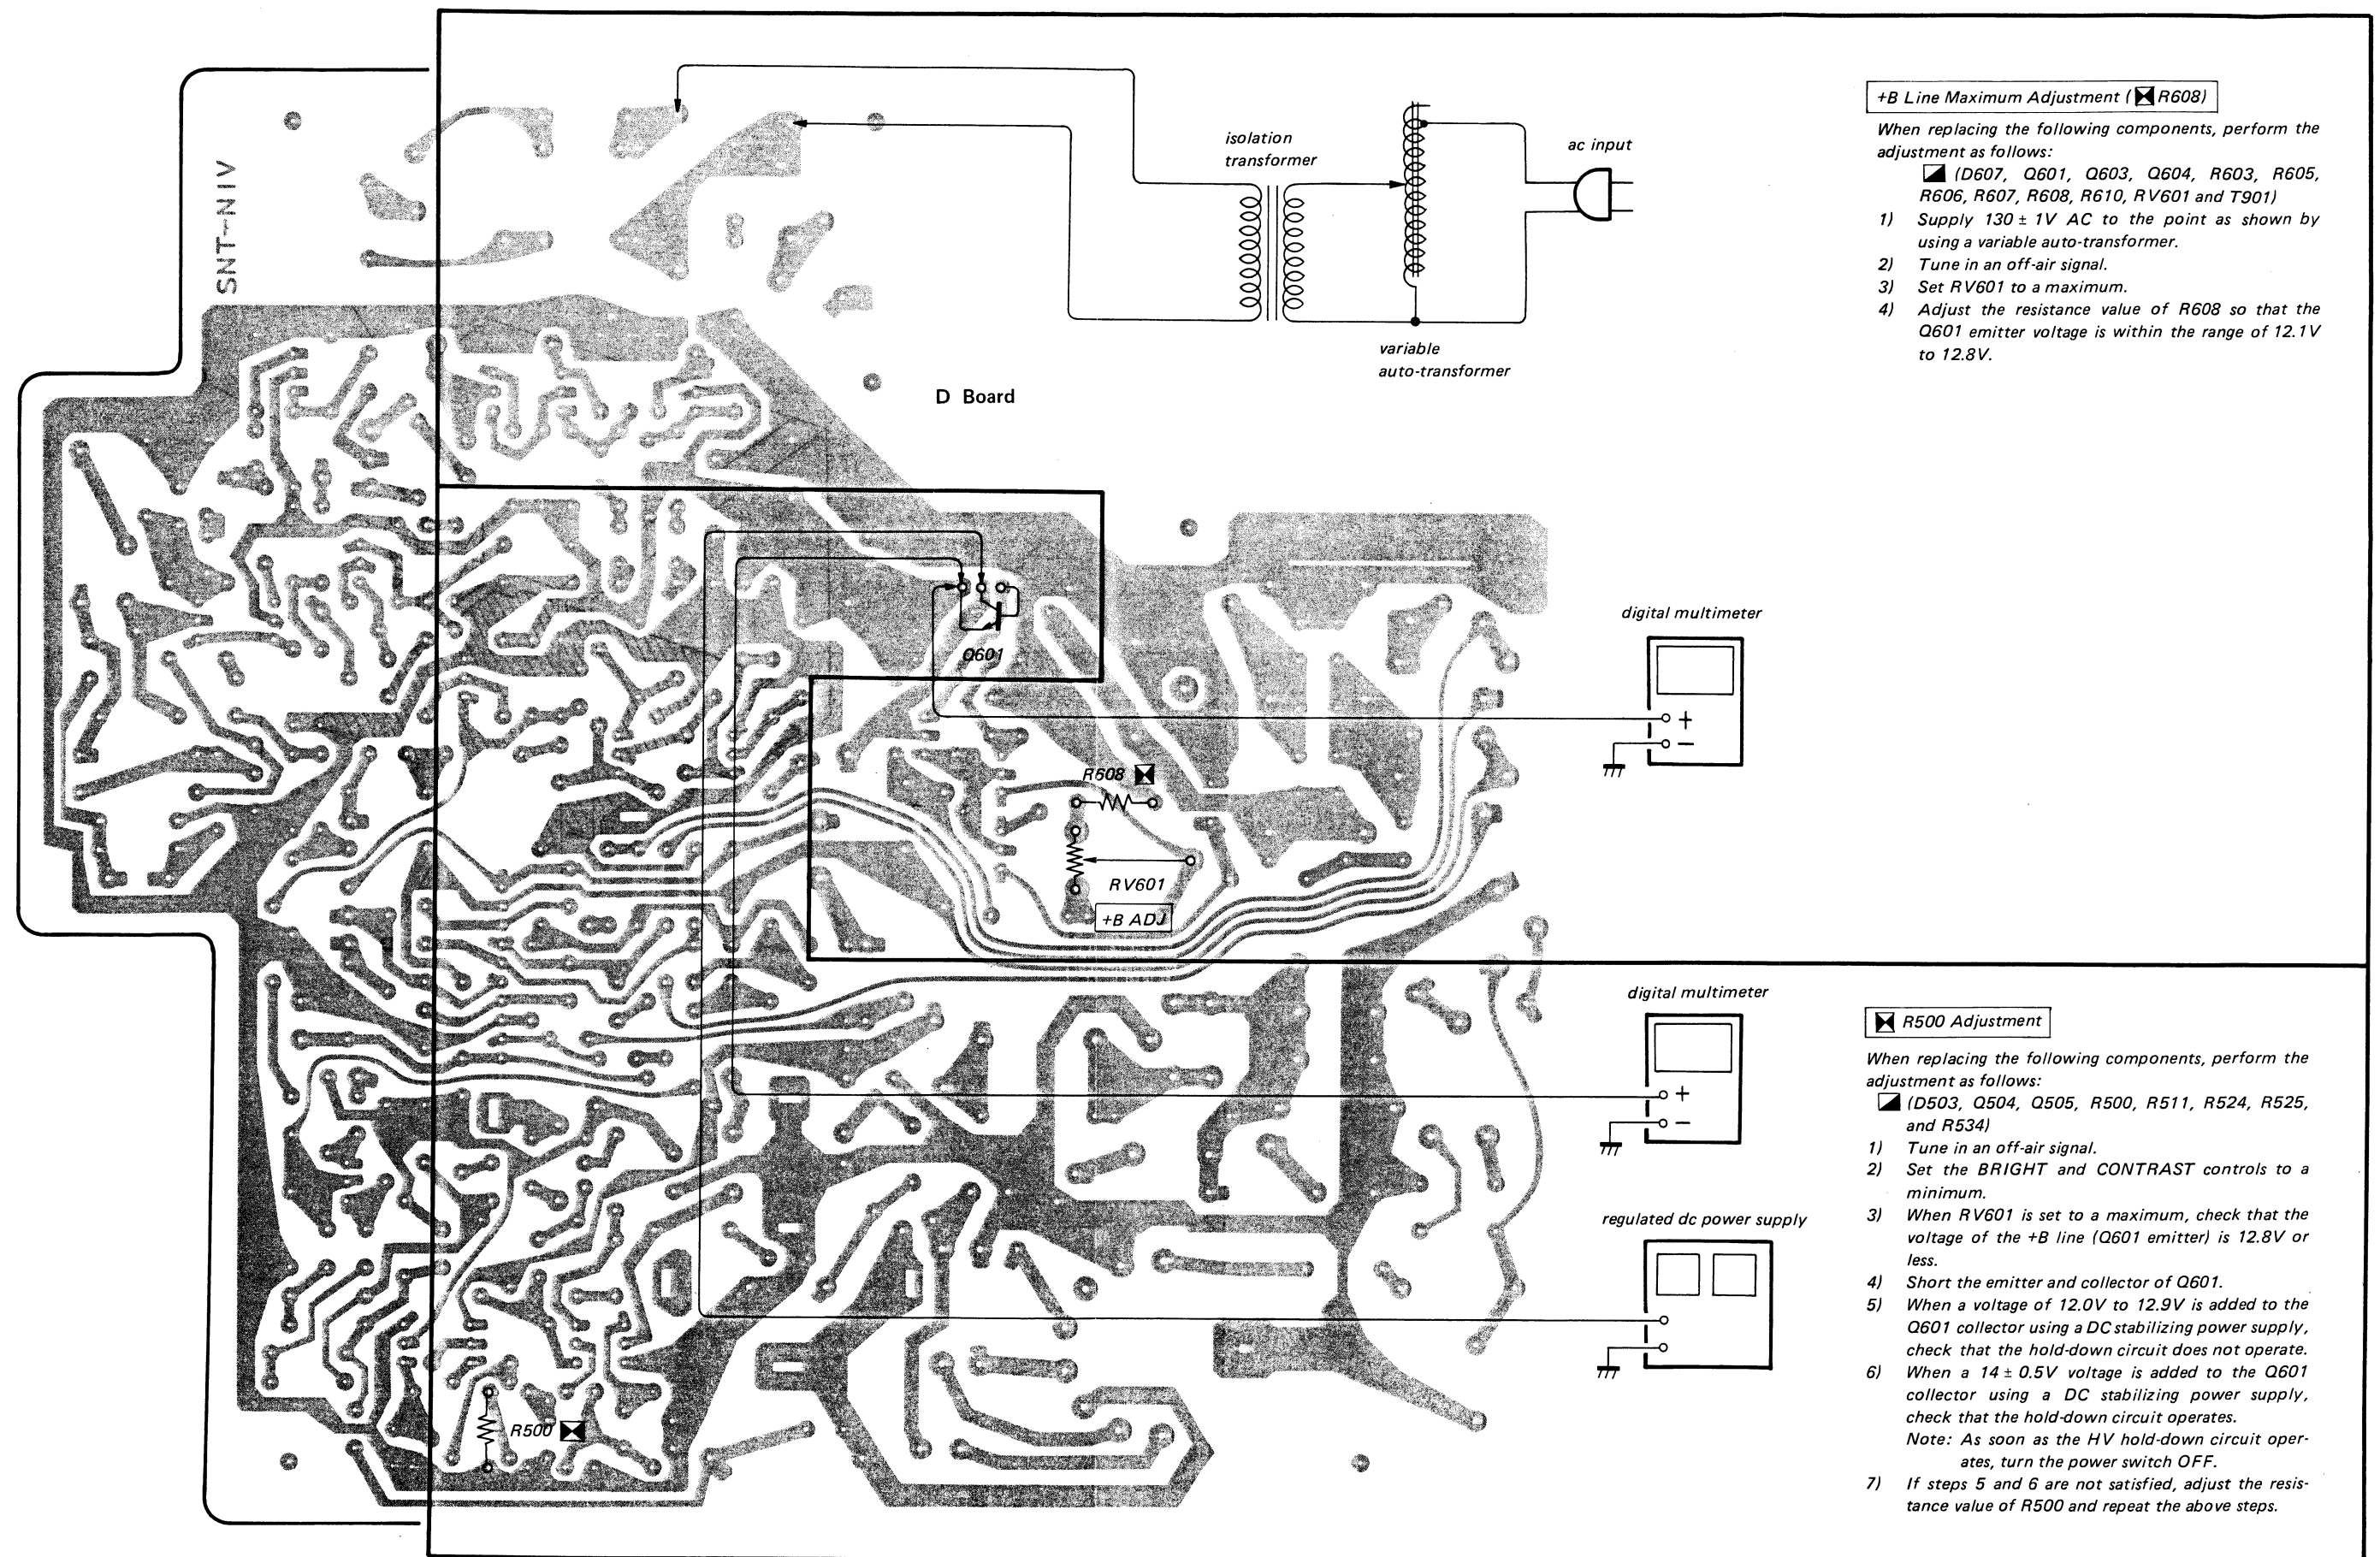 SNT-NIV
isolation
transformer
ac input
variable
auto-transformer
D Board
+B Line Maximum Adjustment ( R608)
When replacing the following components, perform the
adjustment as follows:
(D607, Q601, Q603, Q604, R603, R605,
R606, R607, R608, R610, RV601 and T901)
1) Supply 130 ± 1V AC to the point as shown by
using a variable auto-transformer.
2) Tune in an off-air signal.
3) Set RV601 to a maximum.
4) Adjust the resistance value of R608 so that the
Q601 emitter voltage is within the range of 12.1V
to 12.8V.
Q601
digital multimeter
+
−
R608
RV601
+B ADJ
digital multimeter
+
−
regulated dc power supply
R500
R500 Adjustment
When replacing the following components, perform the
adjustment as follows:
(D503, Q504, Q505, R500, R511, R524, R525,
and R534)
1) Tune in an off-air signal.
2) Set the BRIGHT and CONTRAST controls to a
minimum.
3) When RV601 is set to a maximum, check that the
voltage of the +B line (Q601 emitter) is 12.8V or
less.
4) Short the emitter and collector of Q601.
5) When a voltage of 12.0V to 12.9V is added to the
Q601 collector using a DC stabilizing power supply,
check that the hold-down circuit does not operate.
6) When a 14 ± 0.5V voltage is added to the Q601
collector using a DC stabilizing power supply,
check that the hold-down circuit operates.
Note: As soon as the HV hold-down circuit oper-
ates, turn the power switch OFF.
7) If steps 5 and 6 are not satisfied, adjust the resis-
tance value of R500 and repeat the above steps.